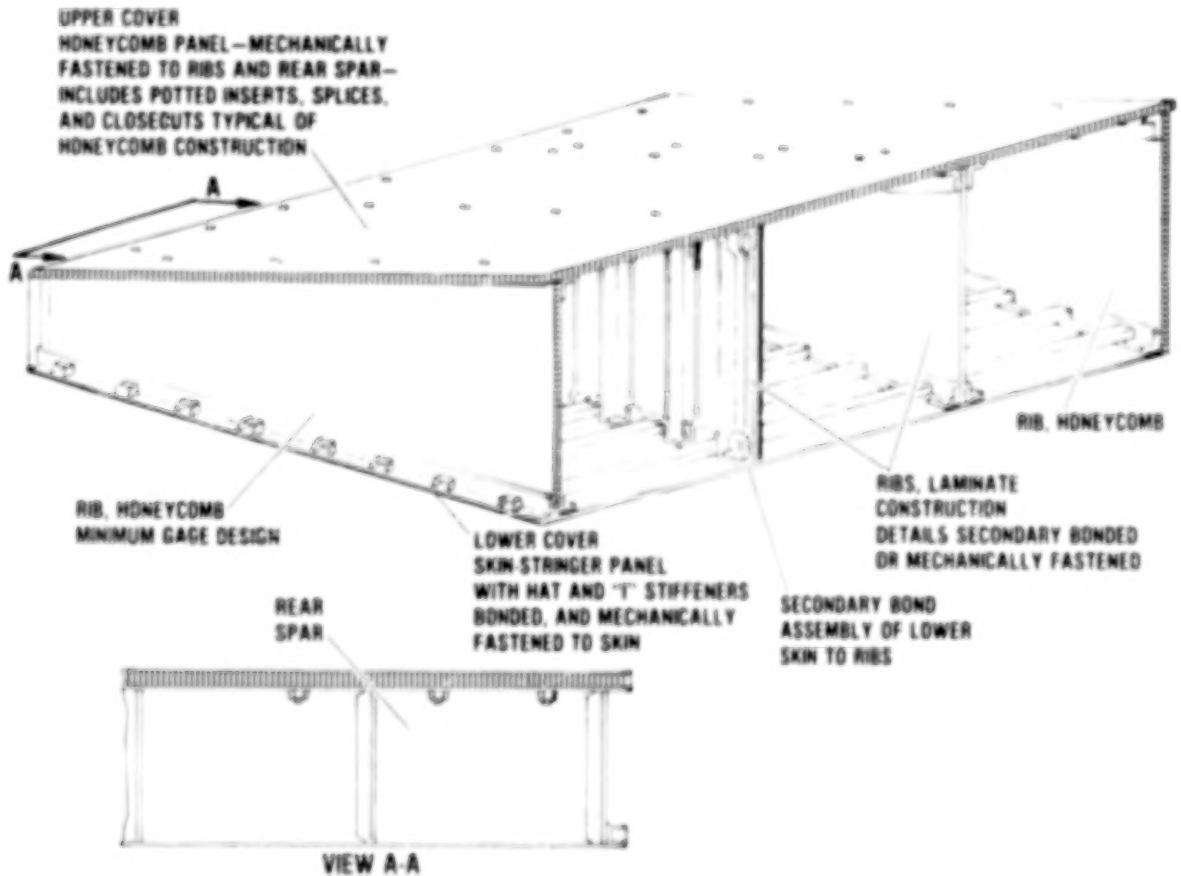 UPPER COVER
HONEYCOMB PANEL—MECHANICALLY
FASTENED TO RIBS AND REAR SPAR—
INCLUDES POTTED INSERTS, SPLICES,
AND CLOSEOUTS TYPICAL OF
HONEYCOMB CONSTRUCTION
A
A
RIB, HONEYCOMB
RIB, HONEYCOMB
MINIMUM GAGE DESIGN
LOWER COVER
SKIN-STRINGER PANEL
WITH HAT AND "I" STIFFENERS
BONDED, AND MECHANICALLY
FASTENED TO SKIN
RIBS, LAMINATE
CONSTRUCTION
DETAILS SECONDARY BONDED
OR MECHANICALLY FASTENED
SECONDARY BOND
ASSEMBLY OF LOWER
SKIN TO RIBS
REAR
SPAR
VIEW A-A